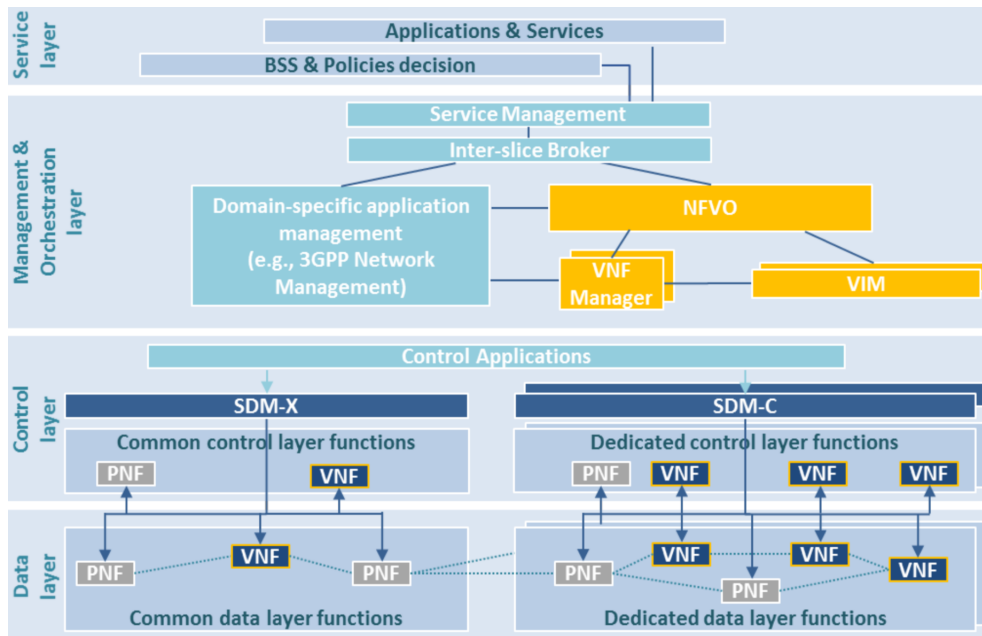 Service
layer
Applications & Services
BSS & Policies decision
Management &
Orchestration
layer
Service Management
Inter-slice Broker
Domain-specific application
management
(e.g., 3GPP Network
Management)
NFVO
VNF
Manager
VIM
Control
layer
Control Applications
SDM-X
SDM-C
Common control layer functions
Dedicated control layer functions
PNF
VNF
PNF
VNF
VNF
VNF
Data
layer
PNF
VNF
PNF
PNF
VNF
PNF
VNF
VNF
Common data layer functions
Dedicated data layer functions